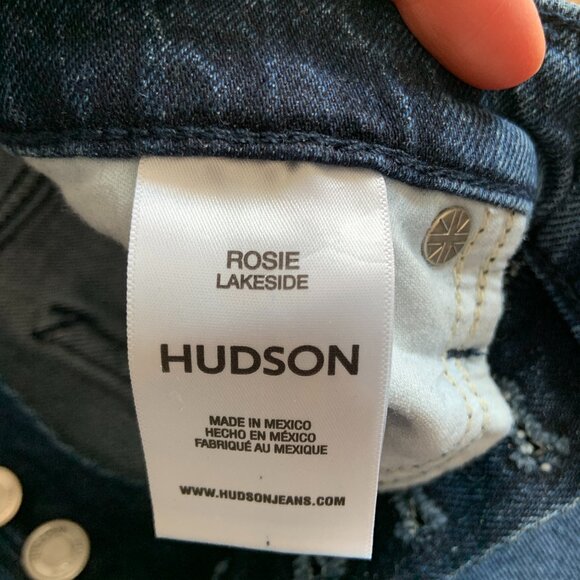 ROSIE
LAKESIDE
HUDSON
MADE IN MEXICO
HECHO EN MÉXICO
FABRIQUÉ AU MEXIQUE
WWW.HUDSONJEANS.COM